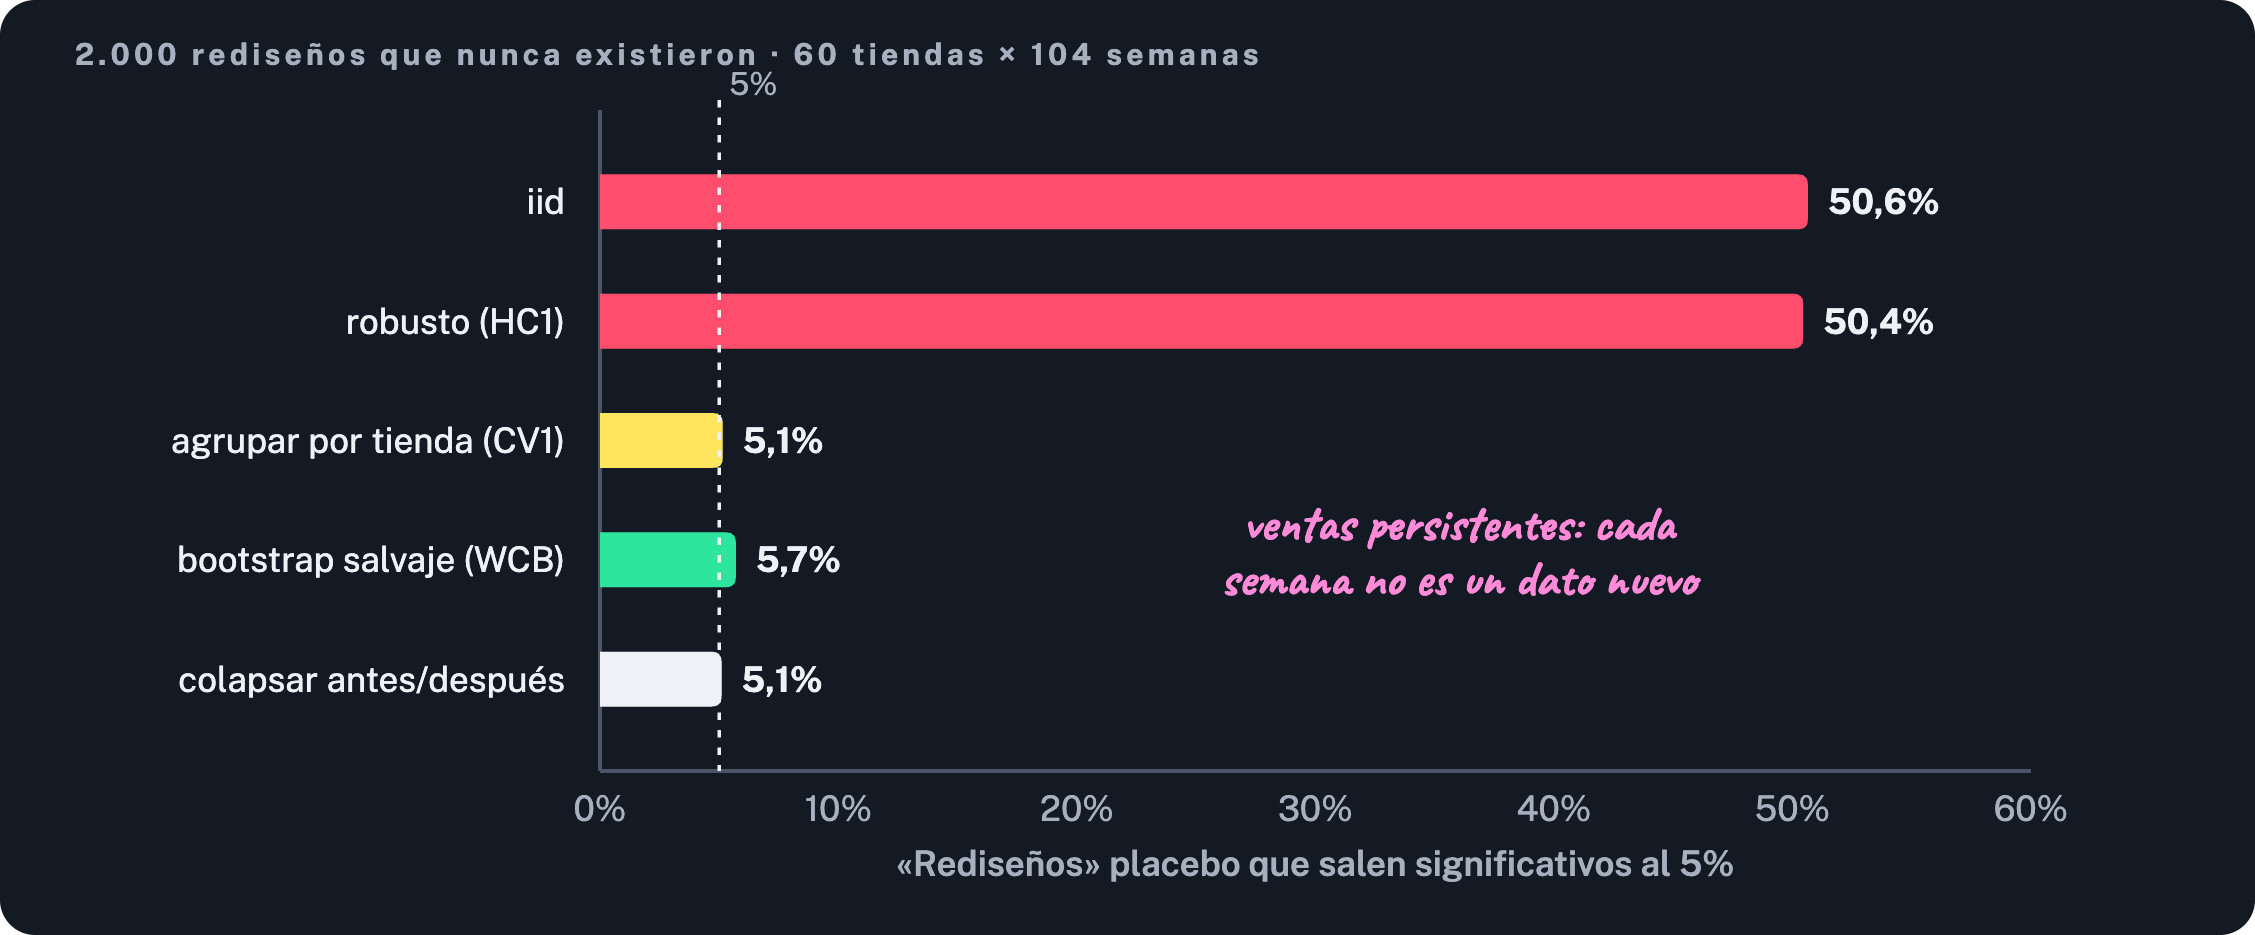 2.000 rediseños que nunca existieron · 60 tiendas × 104 semanas
5%
iid
50,6%
robusto (HC1)
50,4%
agrupar por tienda (CV1)
5,1%
bootstrap salvaje (WCB)
5,7%
ventas persistentes: cada
semana no es un dato nuevo
colapsar antes/después
5,1%
0% 10% 20% 30% 40% 50% 60%
«Rediseños» placebo que salen significativos al 5%